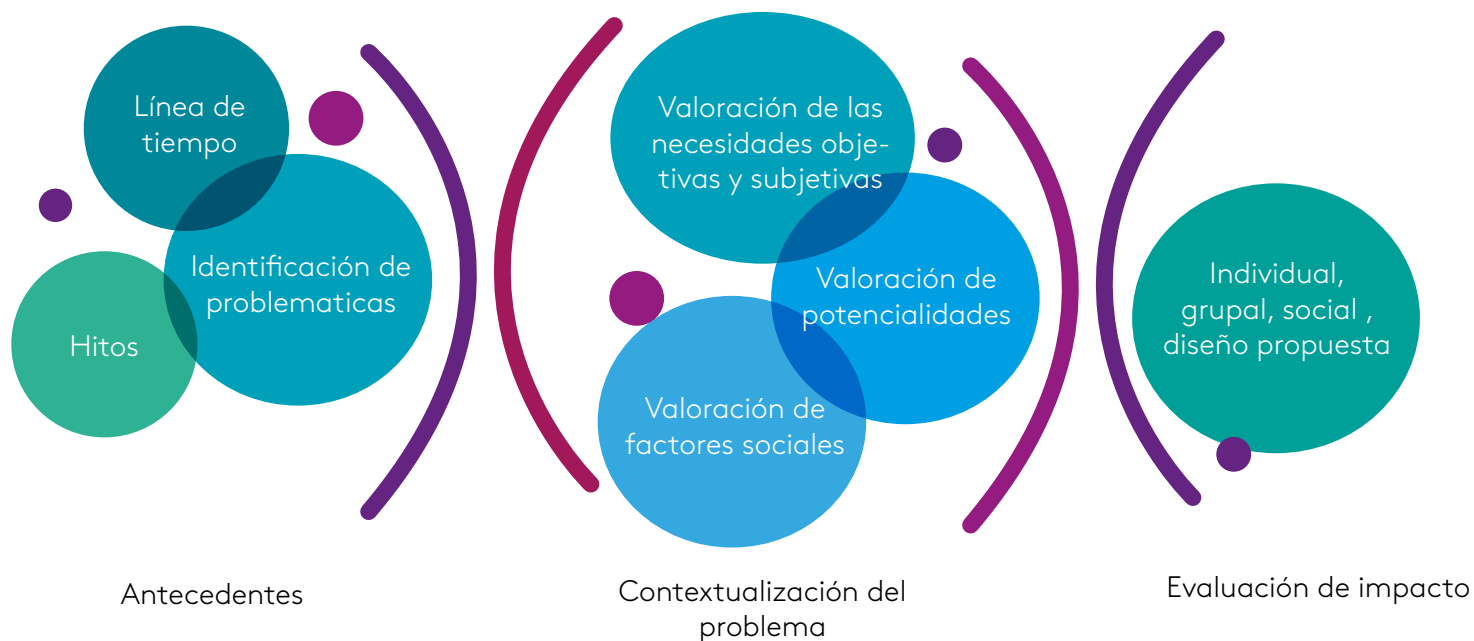 Línea de
tiempo
Identificación de
problematicas
Hitos
Antecedentes
Valoración de las
necesidades obje-
tivas y subjetivas
Valoración de
potencialidades
Valoración de
factores sociales
Contextualización del
problema
Individual,
grupal, social ,
diseño propuesta
Evaluación de impacto